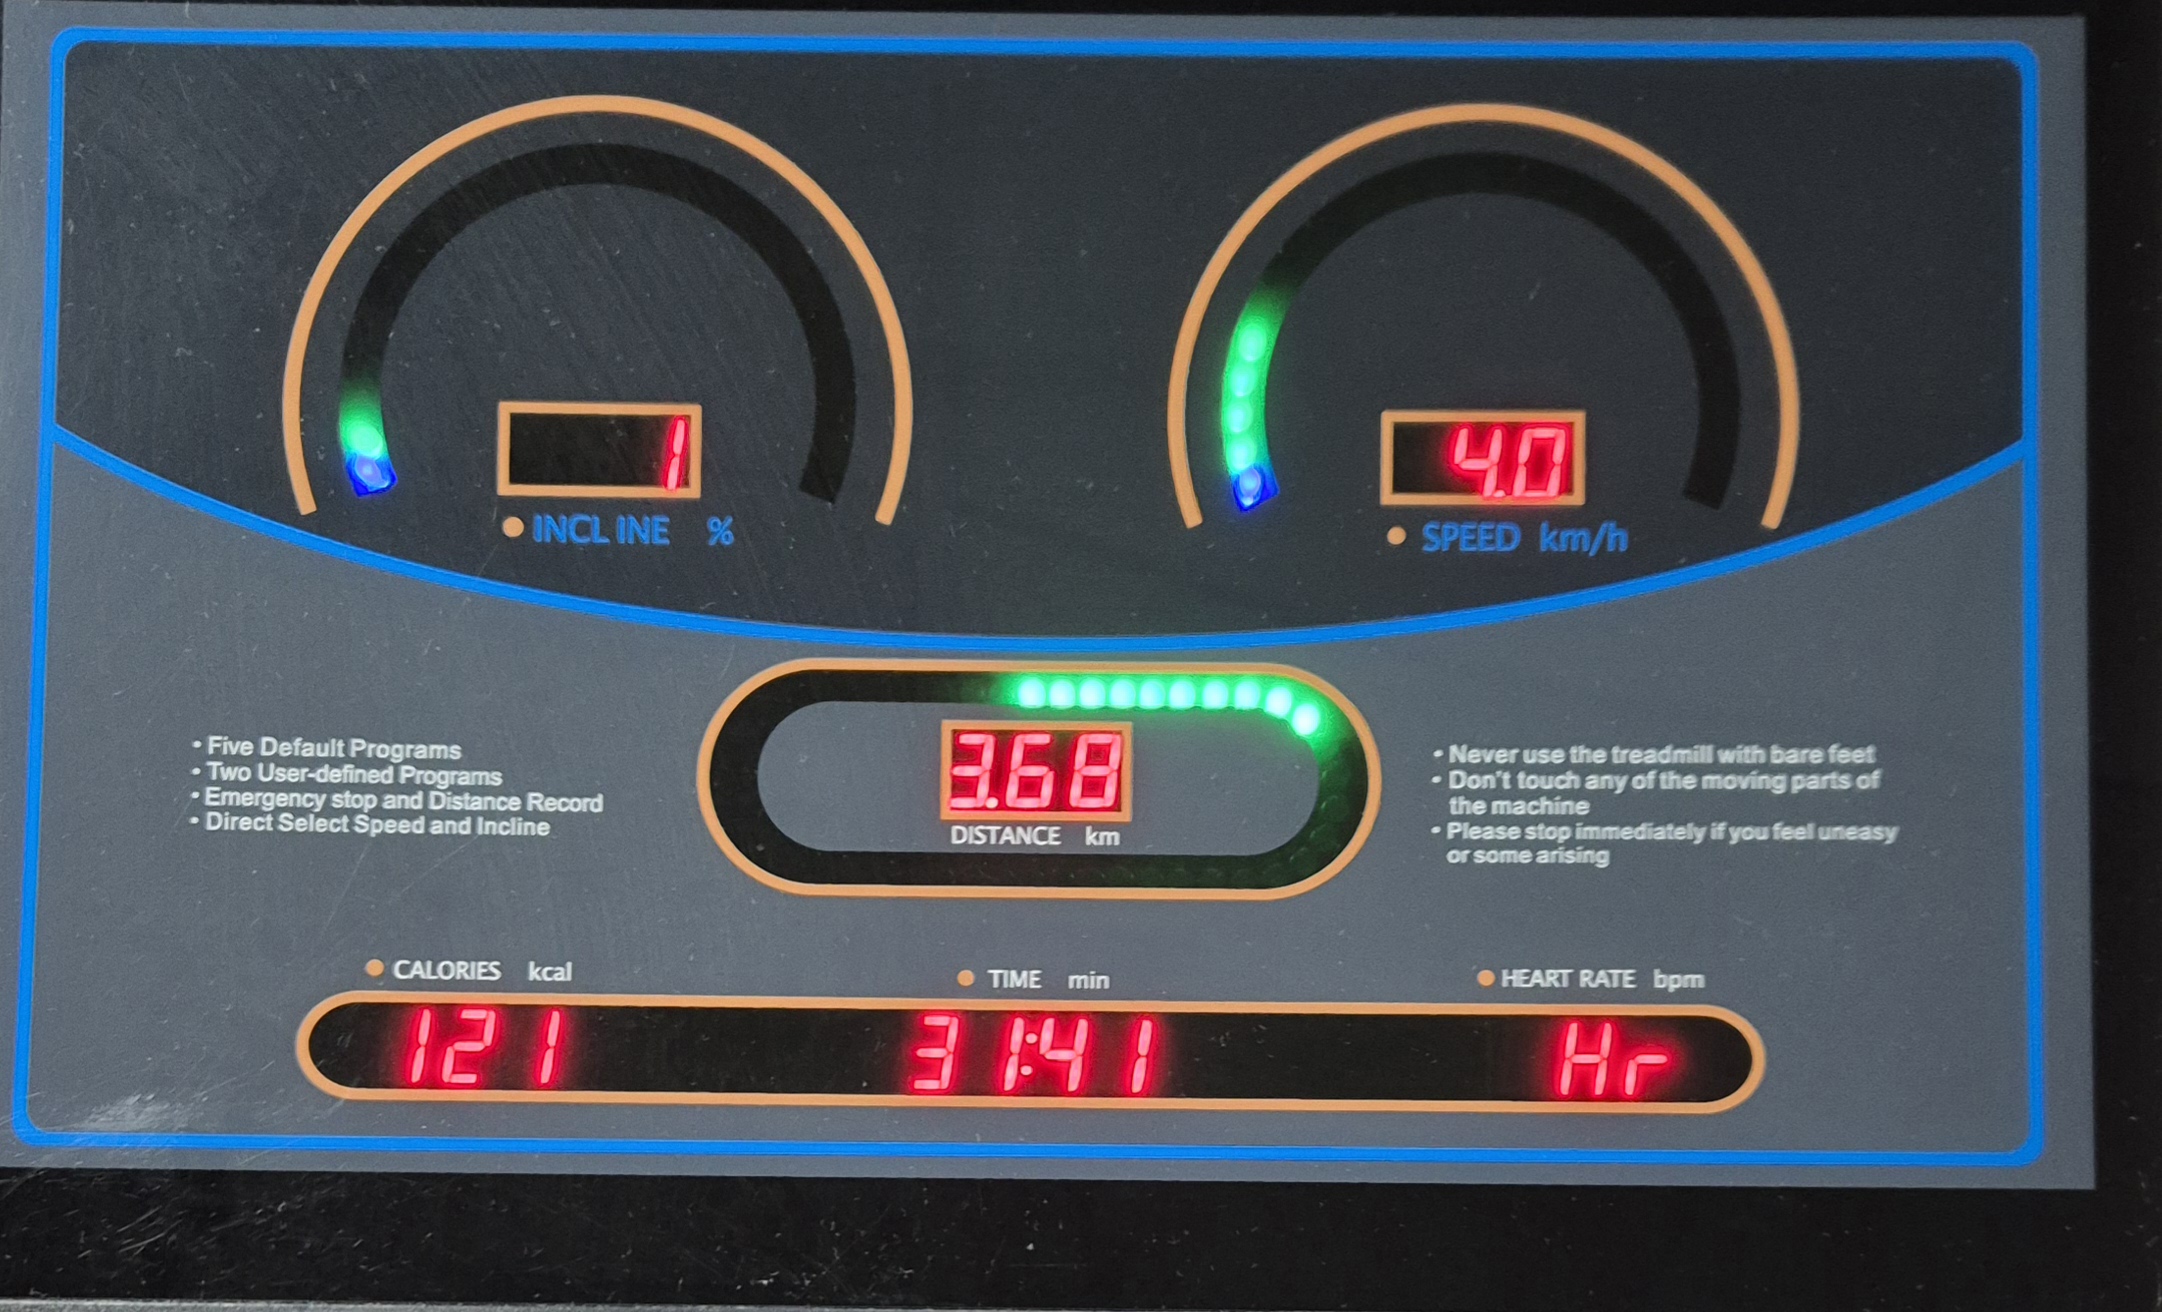 1
INCLINE %
4.0
SPEED km/h
• Five Default Programs
• Two User-defined Programs
• Emergency stop and Distance Record
• Direct Select Speed and Incline
3.68
DISTANCE km
• Never use the treadmill with bare feet
• Don't touch any of the moving parts of
the machine
• Please stop immediately if you feel uneasy
or some arising
CALORIES kcal
TIME min
HEART RATE bpm
121
31:41
Hr